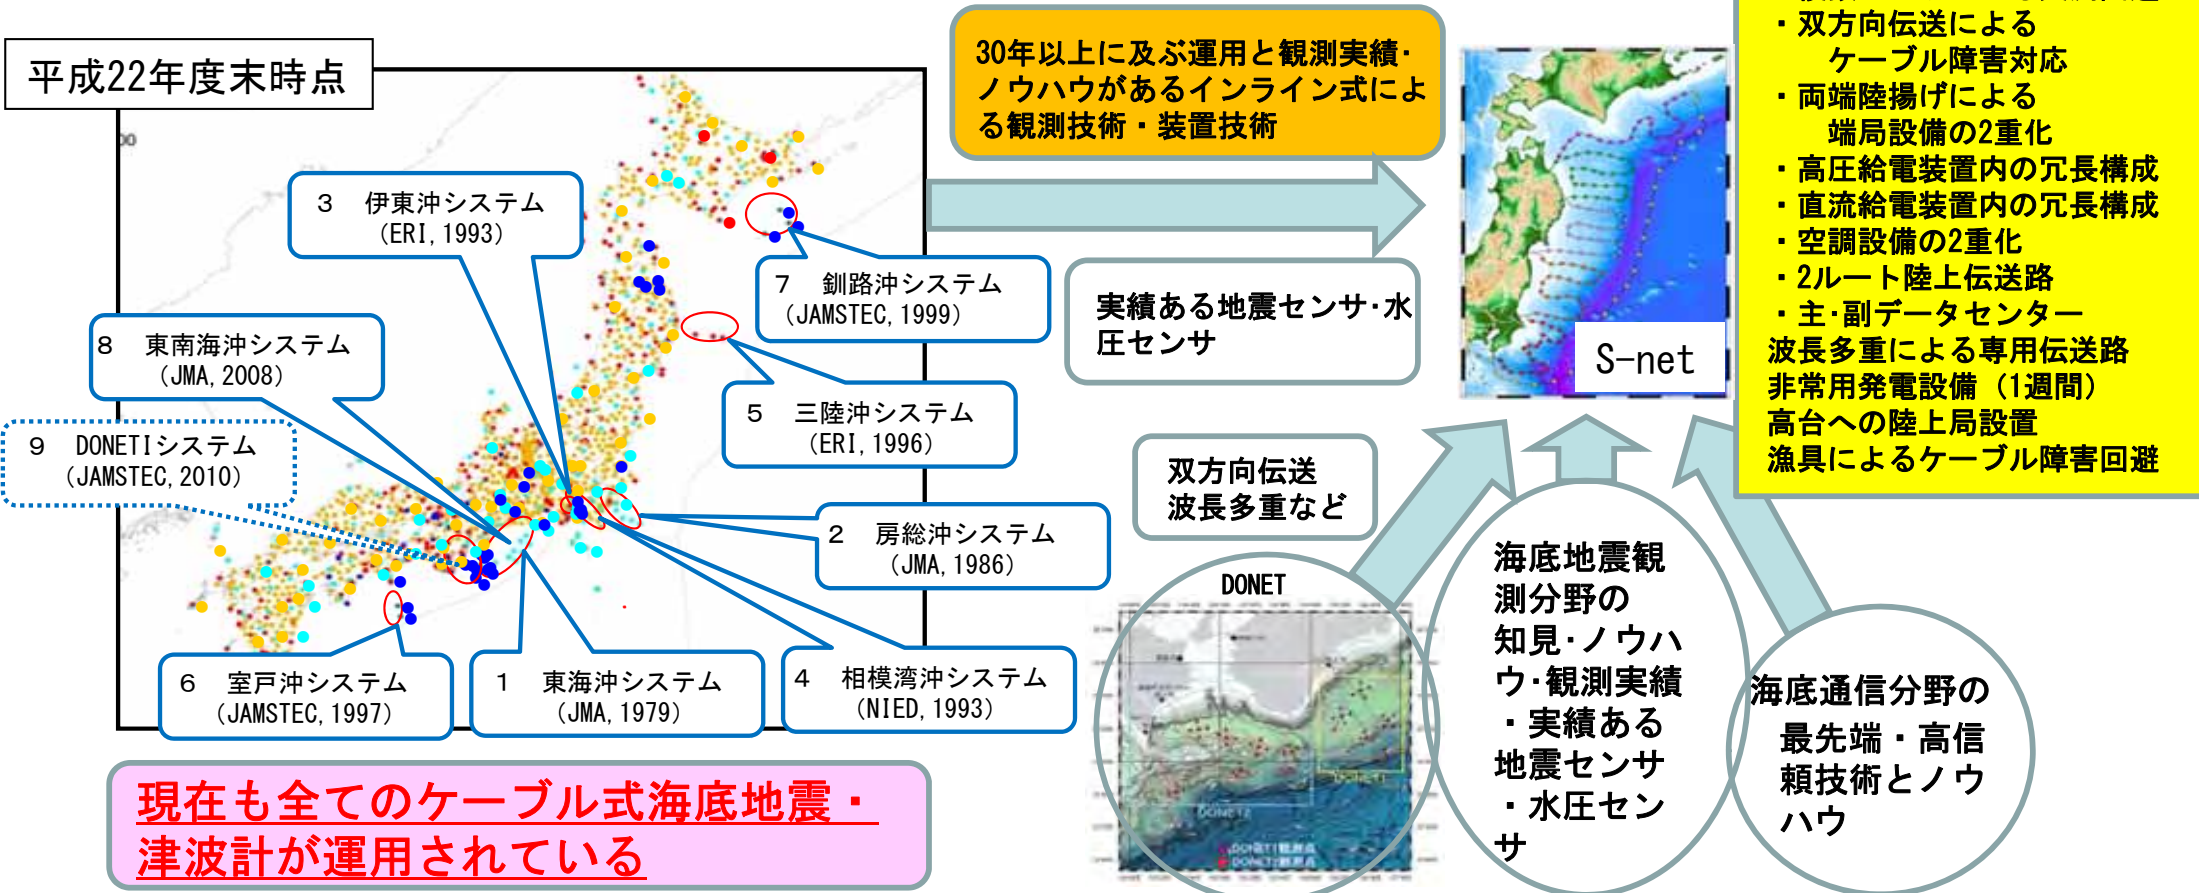 平成22年度末時点
30年以上に及ぶ運用と観測実績・
ノウハウがあるインライン式によ
る観測技術・装置技術
3 伊東沖システム
(ERI, 1993)
7 釧路沖システム
(JAMSTEC, 1999)
8 東南海沖システム
(JMA, 2008)
5 三陸沖システム
(ERI, 1996)
9 DONETIシステム
(JAMSTEC, 2010)
2 房総沖システム
(JMA, 1986)
6 室戸沖システム
(JAMSTEC, 1997)
1 東海沖システム
(JMA, 1979)
4 相模湾沖システム
(NIED, 1993)
現在も全てのケーブル式海底地震・
津波計が運用されている
実績ある地震センサ・水
圧センサ
S-net
双方向伝送
波長多重など
DONET
DONET2
海底地震観
測分野の
知見・ノウハ
ウ・観測実績
・実績ある
地震センサ
・水圧セン
サ
海底通信分野の
最先端・高信
頼技術とノウ
ハウ
・双方向伝送による
ケーブル障害対応
・両端陸揚げによる
端局設備の2重化
・高圧給電装置内の冗長構成
・直流給電装置内の冗長構成
・空調設備の2重化
・2ルート陸上伝送路
・主・副データセンター
波長多重による専用伝送路
非常用発電設備（1週間）
高台への陸上局設置
漁具によるケーブル障害回避